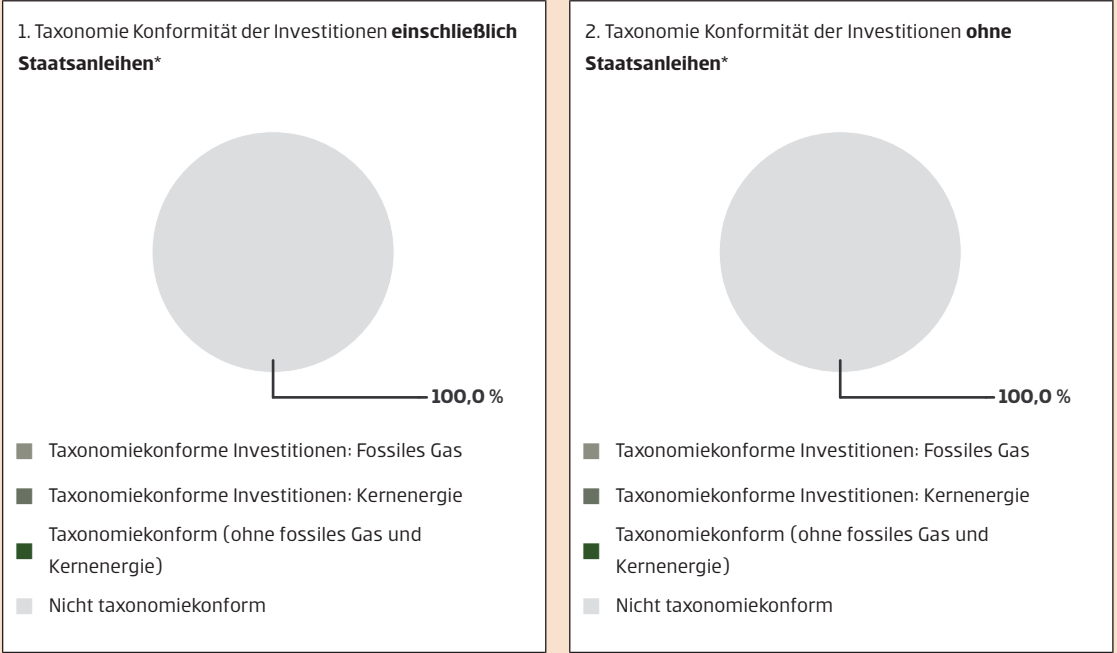 1. Taxonomie Konformität der Investitionen einschließlich
Staatsanleihen*
100,0 %
Taxonomiekonforme Investitionen: Fossiles Gas
Taxonomiekonforme Investitionen: Kernenergie
Taxonomiekonform (ohne fossiles Gas und
Kernenergie)
Nicht taxonomiekonform
2. Taxonomie Konformität der Investitionen ohne
Staatsanleihen*
100,0 %
Taxonomiekonforme Investitionen: Fossiles Gas
Taxonomiekonforme Investitionen: Kernenergie
Taxonomiekonform (ohne fossiles Gas und
Kernenergie)
Nicht taxonomiekonform